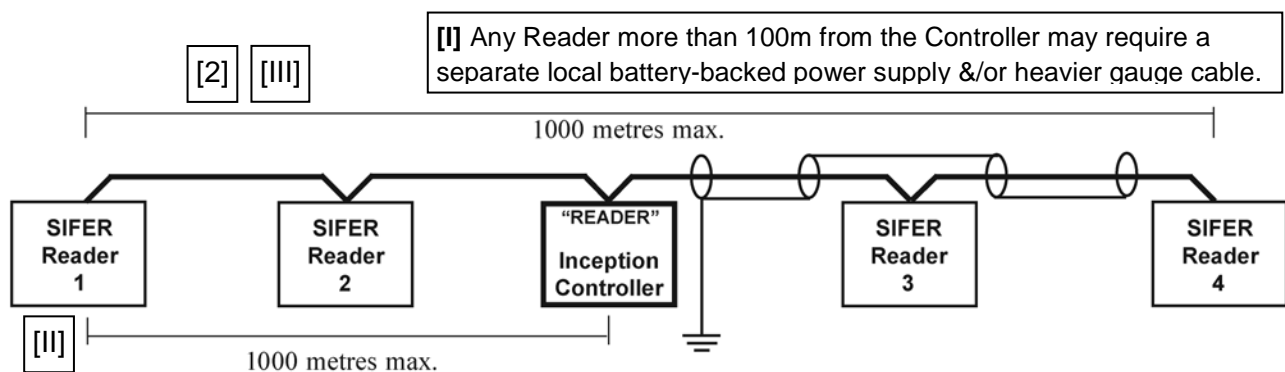 [I] Any Reader more than 100m from the Controller may require a
separate local battery-backed power supply &/or heavier gauge cable.
[2] [III]
1000 metres max.
SIFER
Reader
1
SIFER
Reader
2
“READER”
Inception
Controller
SIFER
Reader
3
SIFER
Reader
4
[II]
1000 metres max.